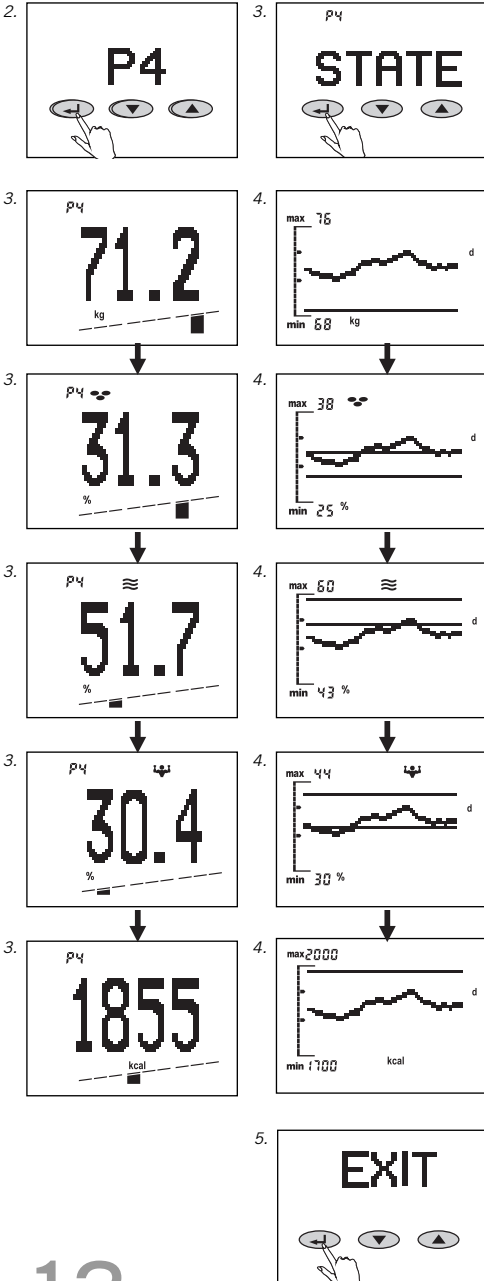 2.
P4
3.
P4
STATE
3.
P4
71.2
kg
4.
max 76
d
min 68 kg
3.
P4
31.3
%
4.
max 38
d
min 25 %
3.
P4
51.7
%
4.
max 60
d
min 43 %
3.
P4
30.4
%
4.
max 44
d
min 30 %
3.
P4
1855
kcal
4.
max 2000
d
min 1700 kcal
5.
EXIT
12